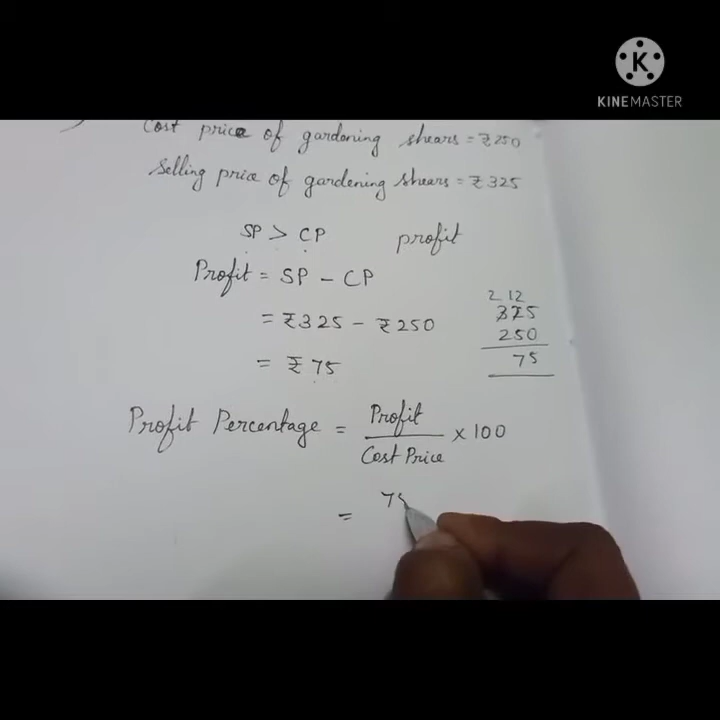 KINEMASTER
Cost price of gardening shears = ₹250
Selling price of gardening shears = ₹325
SP > CP profit
Profit = SP - CP
= ₹325 - ₹250
= ₹75
2 12
325
250
75
Profit Percentage = Profit / Cost Price × 100
= 75